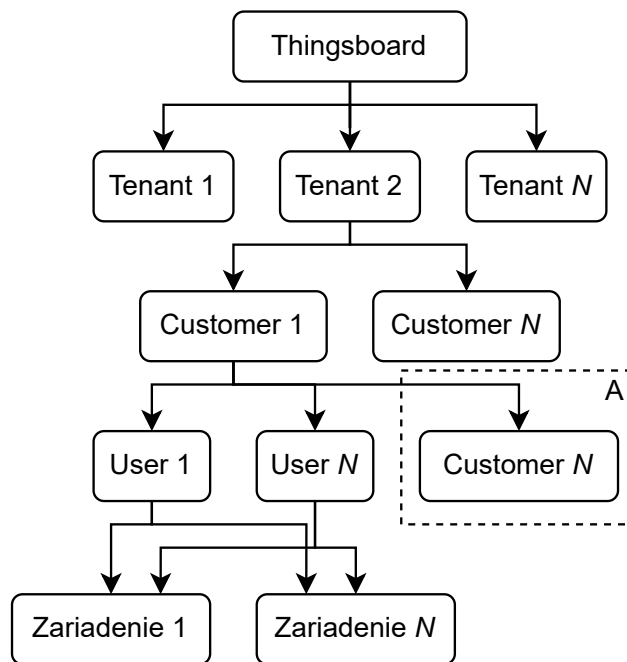 Thingsboard
Tenant 1
Tenant 2
Tenant N
Customer 1
Customer N
A
User 1
User N
Customer N
Zariadenie 1
Zariadenie N